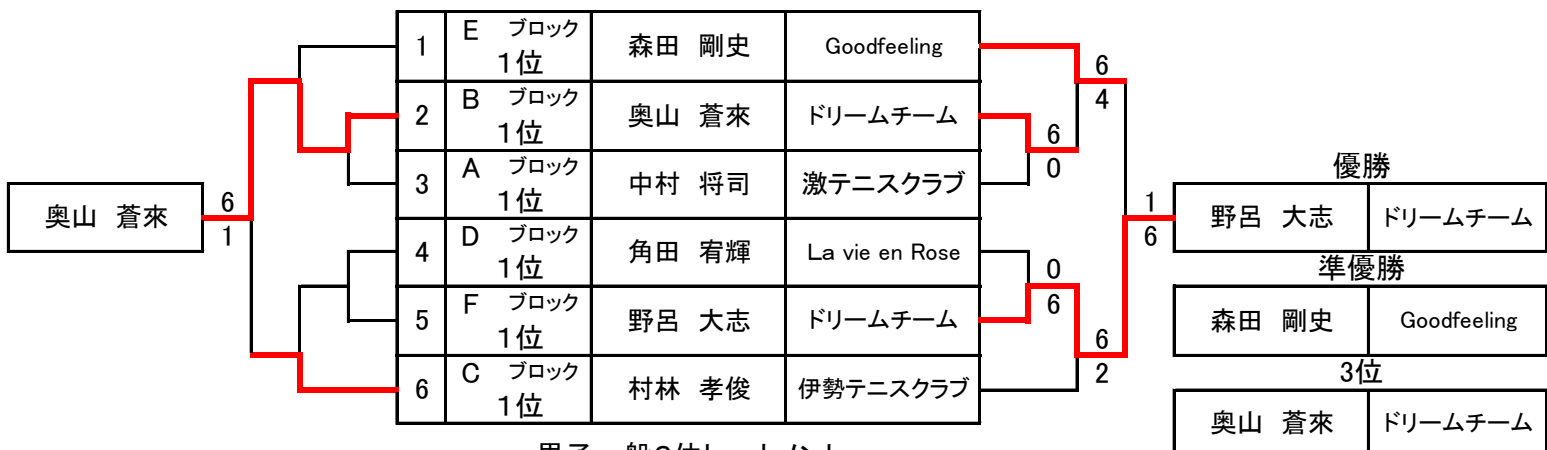 1 E ブロック 1位 森田 剛史 Goodfeeling
6
4
2 B ブロック 1位 奥山 蒼來 ドリームチーム
6
0
3 A ブロック 1位 中村 将司 激テニスクラブ
優勝
奥山 蒼來
6
1
1
6
野呂 大志 ドリームチーム
4 D ブロック 1位 角田 宥輝 La vie en Rose
0
6
準優勝
5 F ブロック 1位 野呂 大志 ドリームチーム
森田 剛史 Goodfeeling
6
2
3位
6 C ブロック 1位 村林 孝俊 伊勢テニスクラブ
奥山 蒼來 ドリームチーム